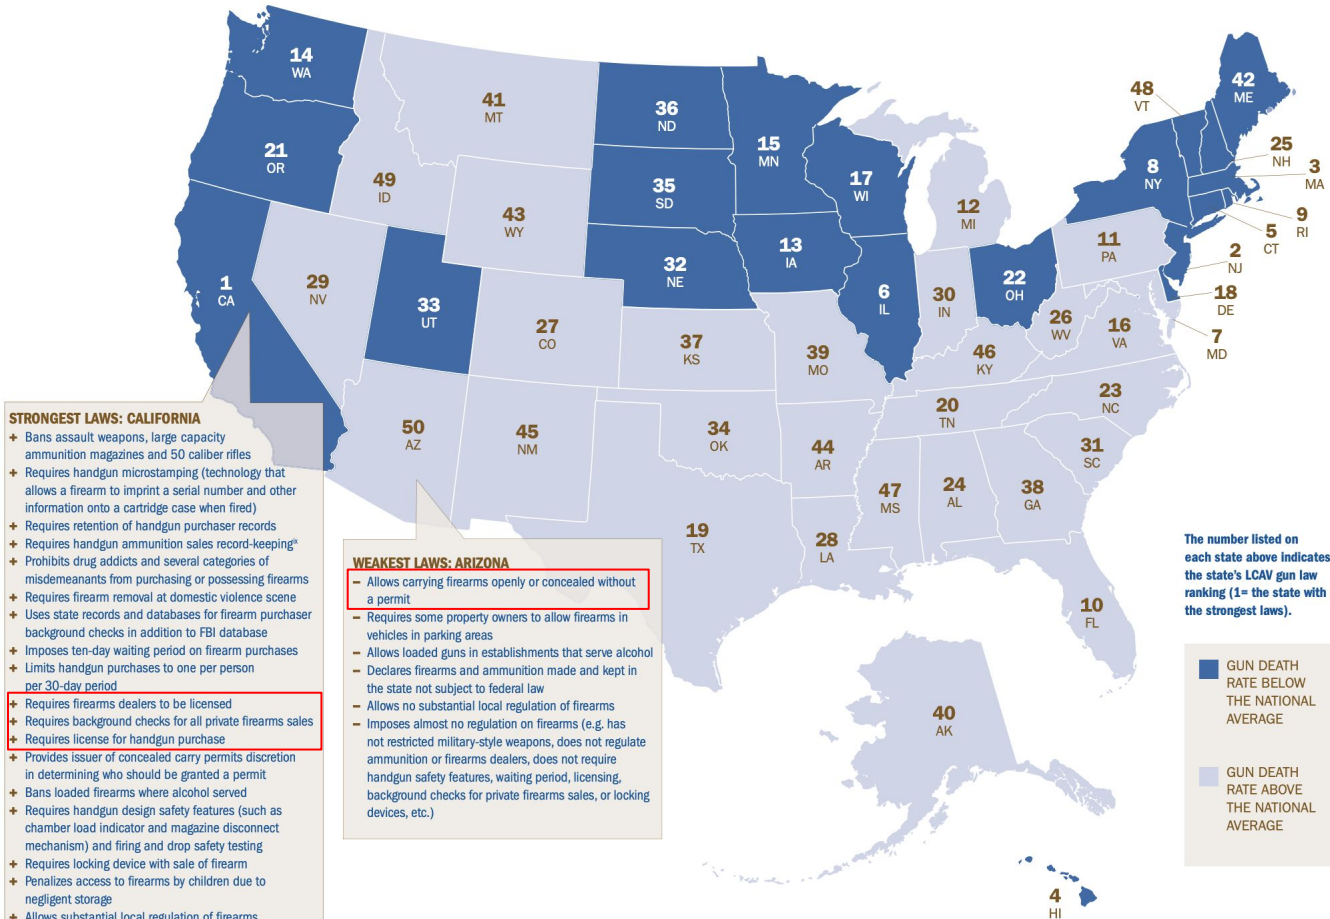 14
WA
41
MT
36
ND
15
MN
48
VT
42
ME
21
OR
49
ID
43
WY
35
SD
17
WI
12
MI
8
NY
25
NH
3
MA
9
RI
5
CT
2
NJ
18
DE
7
MD
1
CA
29
NV
33
UT
32
NE
13
IA
6
IL
30
IN
22
OH
11
PA
26
WV
16
VA
27
CO
37
KS
39
MO
46
KY
23
NC
50
AZ
45
NM
34
OK
44
AR
20
TN
31
SC
47
MS
24
AL
38
GA
19
TX
28
LA
10
FL
40
AK
4
HI
STRONGEST LAWS: CALIFORNIA
+ Bans assault weapons, large capacity
ammunition magazines and 50 caliber rifles
+ Requires handgun microstamping (technology that
allows a firearm to imprint a serial number and other
information onto a cartridge case when fired)
+ Requires retention of handgun purchaser records
+ Requires handgun ammunition sales record-keepingix
+ Prohibits drug addicts and several categories of
misdemeanants from purchasing or possessing firearms
+ Requires firearm removal at domestic violence scene
+ Uses state records and databases for firearm purchaser
background checks in addition to FBI database
+ Imposes ten-day waiting period on firearm purchases
+ Limits handgun purchases to one per person
per 30-day period
+ Requires firearms dealers to be licensed
+ Requires background checks for all private firearms sales
+ Requires license for handgun purchase
+ Provides issuer of concealed carry permits discretion
in determining who should be granted a permit
+ Bans loaded firearms where alcohol served
+ Requires handgun design safety features (such as
chamber load indicator and magazine disconnect
mechanism) and firing and drop safety testing
+ Requires locking device with sale of firearm
+ Penalizes access to firearms by children due to
negligent storage
+ Allows substantial local regulation of firearms
WEAKEST LAWS: ARIZONA
– Allows carrying firearms openly or concealed without
a permit
– Requires some property owners to allow firearms in
vehicles in parking areas
– Allows loaded guns in establishments that serve alcohol
– Declares firearms and ammunition made and kept in
the state not subject to federal law
– Allows no substantial local regulation of firearms
– Imposes almost no regulation on firearms (e.g. has
not restricted military-style weapons, does not regulate
ammunition or firearms dealers, does not require
handgun safety features, waiting period, licensing,
background checks for private firearms sales, or locking
devices, etc.)
The number listed on
each state above indicates
the state's LCAV gun law
ranking (1= the state with
the strongest laws).
GUN DEATH
RATE BELOW
THE NATIONAL
AVERAGE
GUN DEATH
RATE ABOVE
THE NATIONAL
AVERAGE